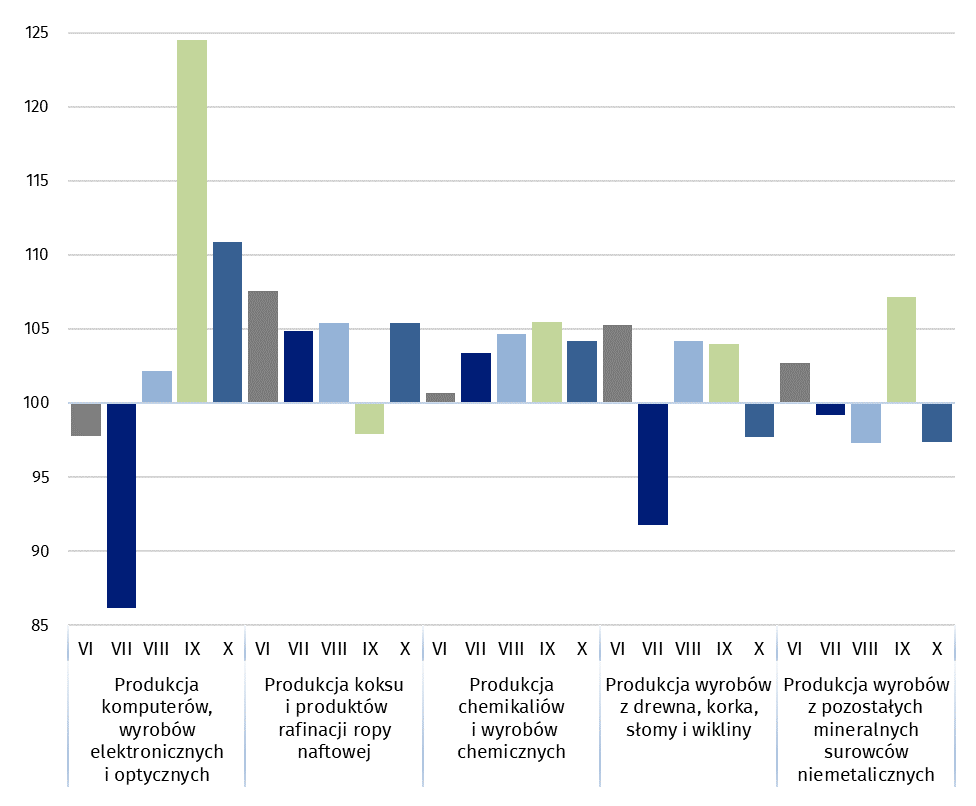 125
120
115
110
105
100
95
90
85
VI VII VIII IX X VI VII VIII IX X VI VII VIII IX X VI VII VIII IX X VI VII VIII IX X
Produkcja
komputerów,
wyrobów
elektronicznych
i optycznych
Produkcja koksu
i produktów
rafinacji ropy
naftowej
Produkcja
chemikaliów
i wyrobów
chemicznych
Produkcja wyrobów
z drewna, korka,
słomy i wikliny
Produkcja wyrobów
z pozostałych
mineralnych
surowców
niemetalicznych